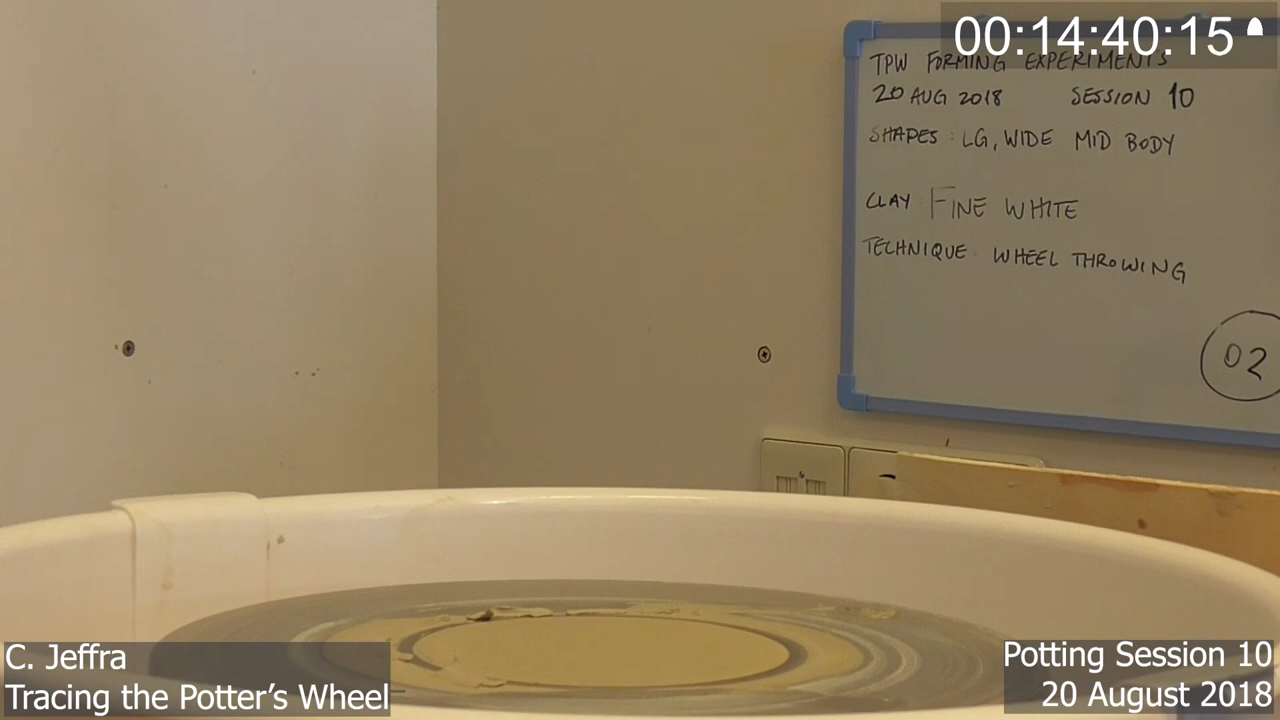 00:14:40:15
TPW FORMING EXPERIMENTS
20 AUG 2018 SESSION 10
SHAPES: LG, WIDE MID BODY
CLAY: FINE WHITE
TECHNIQUE: WHEEL THROWING
02
C. Jeffra
Tracing the Potter's Wheel
Potting Session 10
20 August 2018